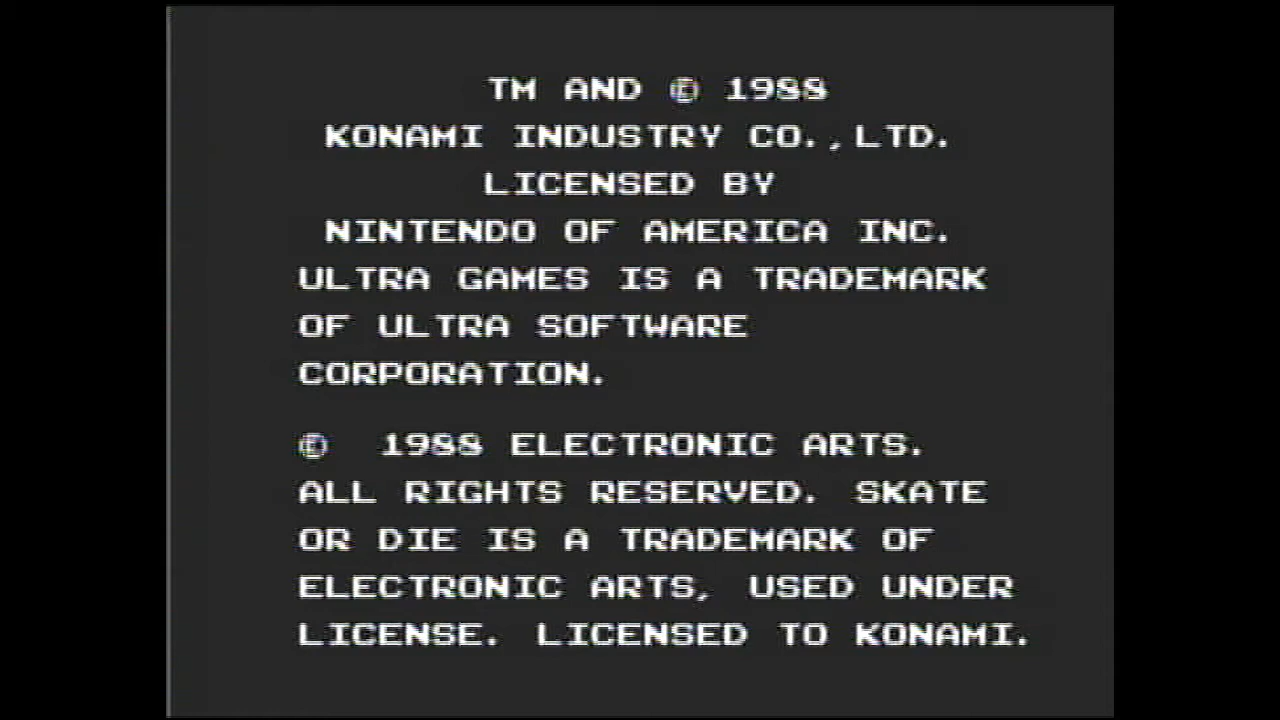 TM AND © 1988
KONAMI INDUSTRY CO.,LTD.
LICENSED BY
NINTENDO OF AMERICA INC.
ULTRA GAMES IS A TRADEMARK
OF ULTRA SOFTWARE
CORPORATION.
© 1988 ELECTRONIC ARTS.
ALL RIGHTS RESERVED. SKATE
OR DIE IS A TRADEMARK OF
ELECTRONIC ARTS, USED UNDER
LICENSE. LICENSED TO KONAMI.